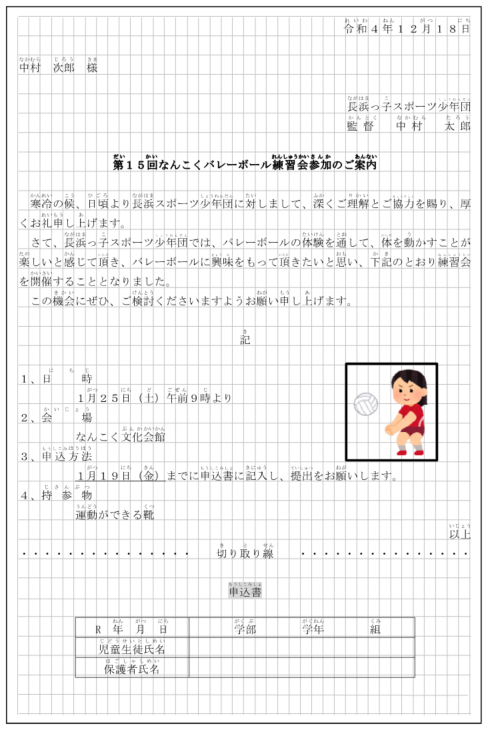 令和４年１２月１８日
中村　次郎　様
長浜っ子スポーツ少年団
監督　中村　太郎
第１５回なんこくバレーボール練習会参加のご案内
寒冷の候、日頃より長浜スポーツ少年団に対しまして、深くご理解とご協力を賜り、厚
くお礼申し上げます。
さて、長浜っ子スポーツ少年団では、バレーボールの体験を通して、体を動かすことが
楽しいと感じて頂き、バレーボールに興味をもって頂きたいと思い、下記のとおり練習会
を開催することとなりました。
この機会にぜひ、ご検討くださいますようお願い申し上げます。
記
１、日　時
１月２５日（土）午前９時より
２、会　場
なんこく文化会館
３、申込方法
１月１９日（金）までに申込書に記入し、提出をお願いします。
４、持参物
運動ができる靴
以上
・・・・・・・・・・・・・・・　切り取り線　・・・・・・・・・・・・・・・
申込書
R　年　月　日　学部　学年　組
児童生徒氏名
保護者氏名